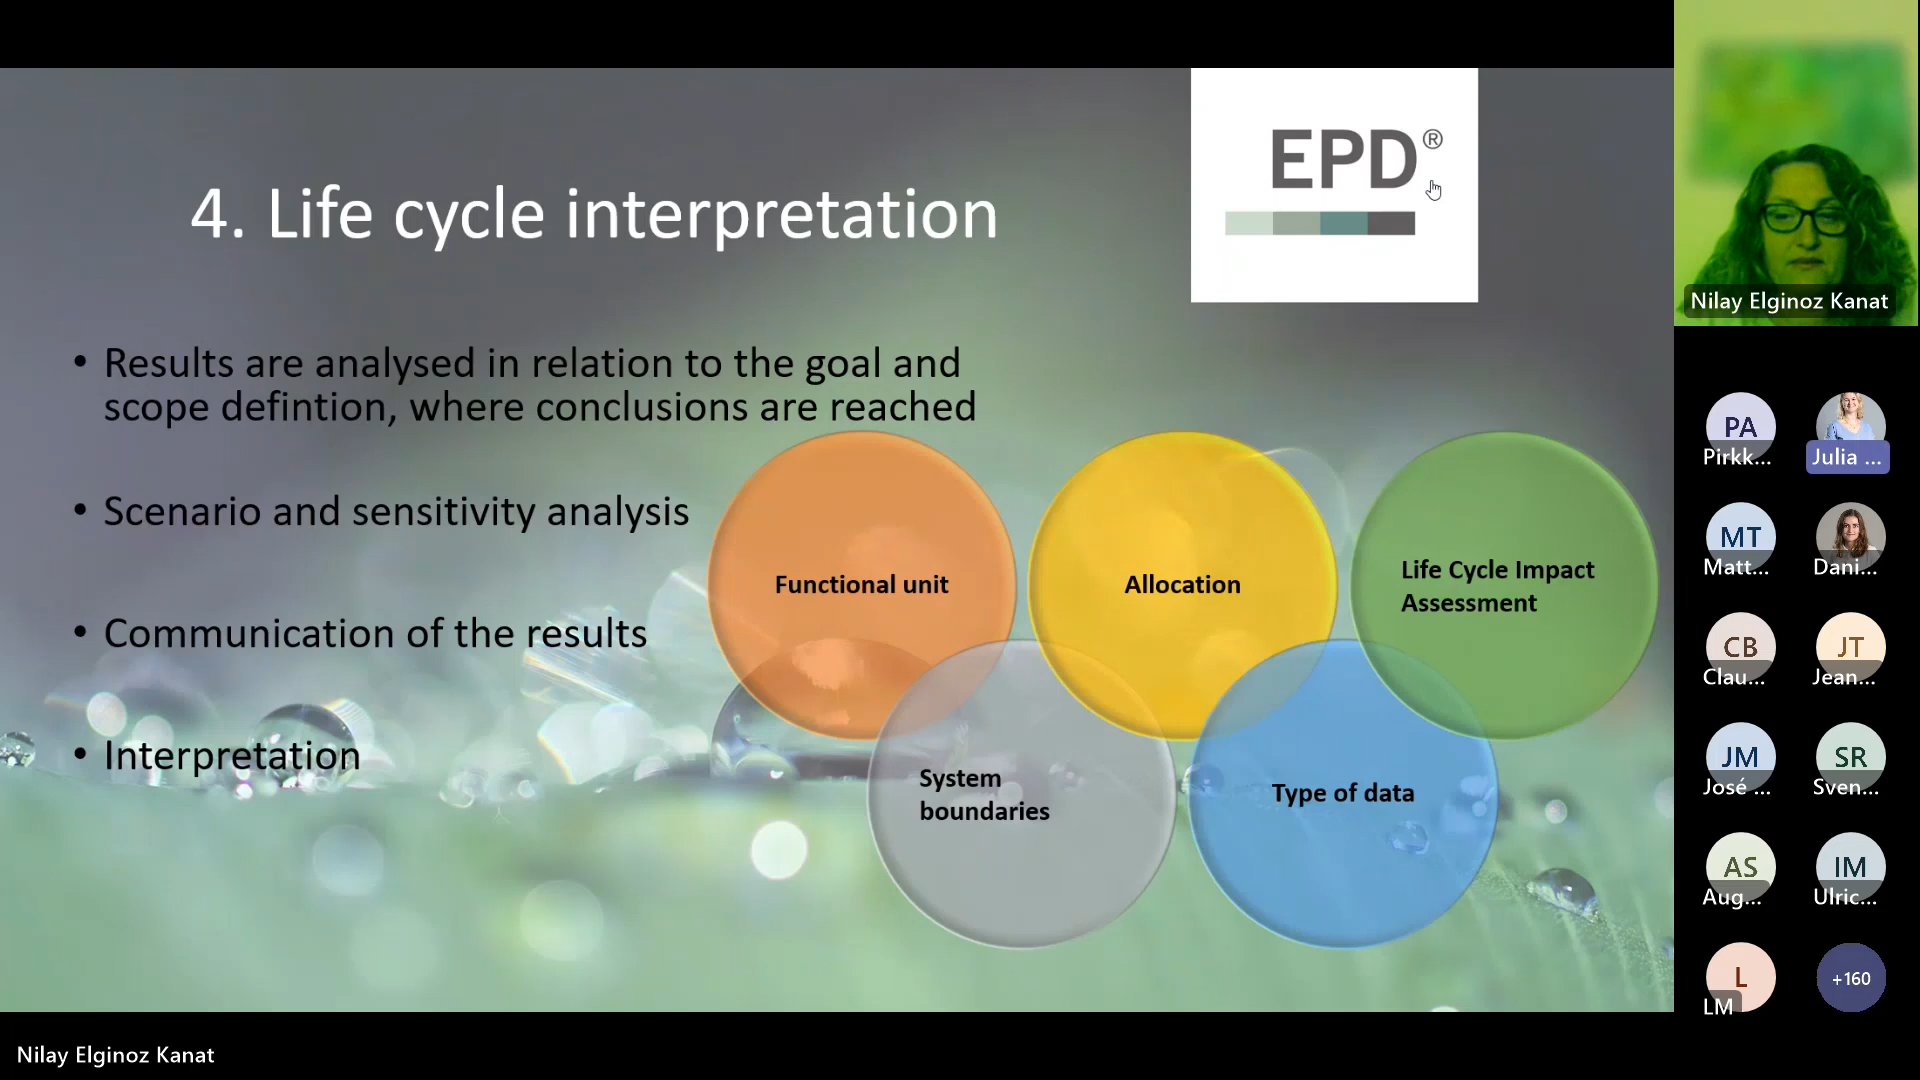 EPD®
4. Life cycle interpretation
• Results are analysed in relation to the goal and
scope defintion, where conclusions are reached
• Scenario and sensitivity analysis
• Communication of the results
• Interpretation
Functional unit
Allocation
Life Cycle Impact
Assessment
System
boundaries
Type of data
Nilay Elginoz Kanat
PA
Pirkk...
Julia ...
MT
Matt...
Dani...
CB
Clau...
JT
Jean...
JM
José ...
SR
Sven...
AS
Aug...
IM
Ulric...
L
LM
+160
Nilay Elginoz Kanat